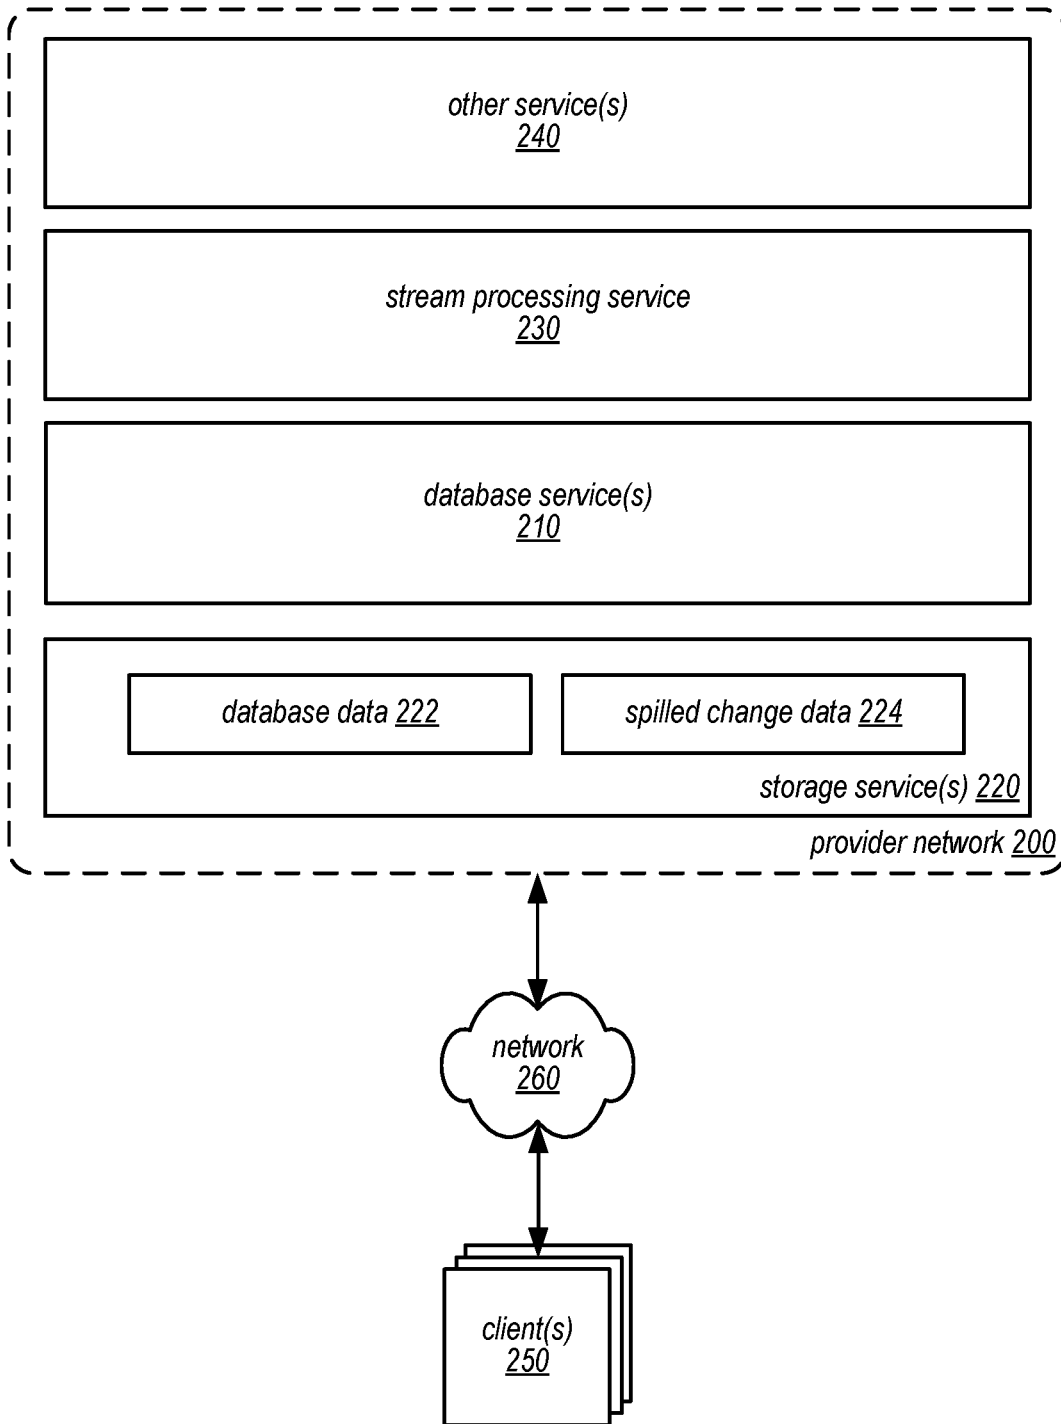 other service(s)
240
stream processing service
230
database service(s)
210
database data 222
spilled change data 224
storage service(s) 220
provider network 200
network
260
client(s)
250